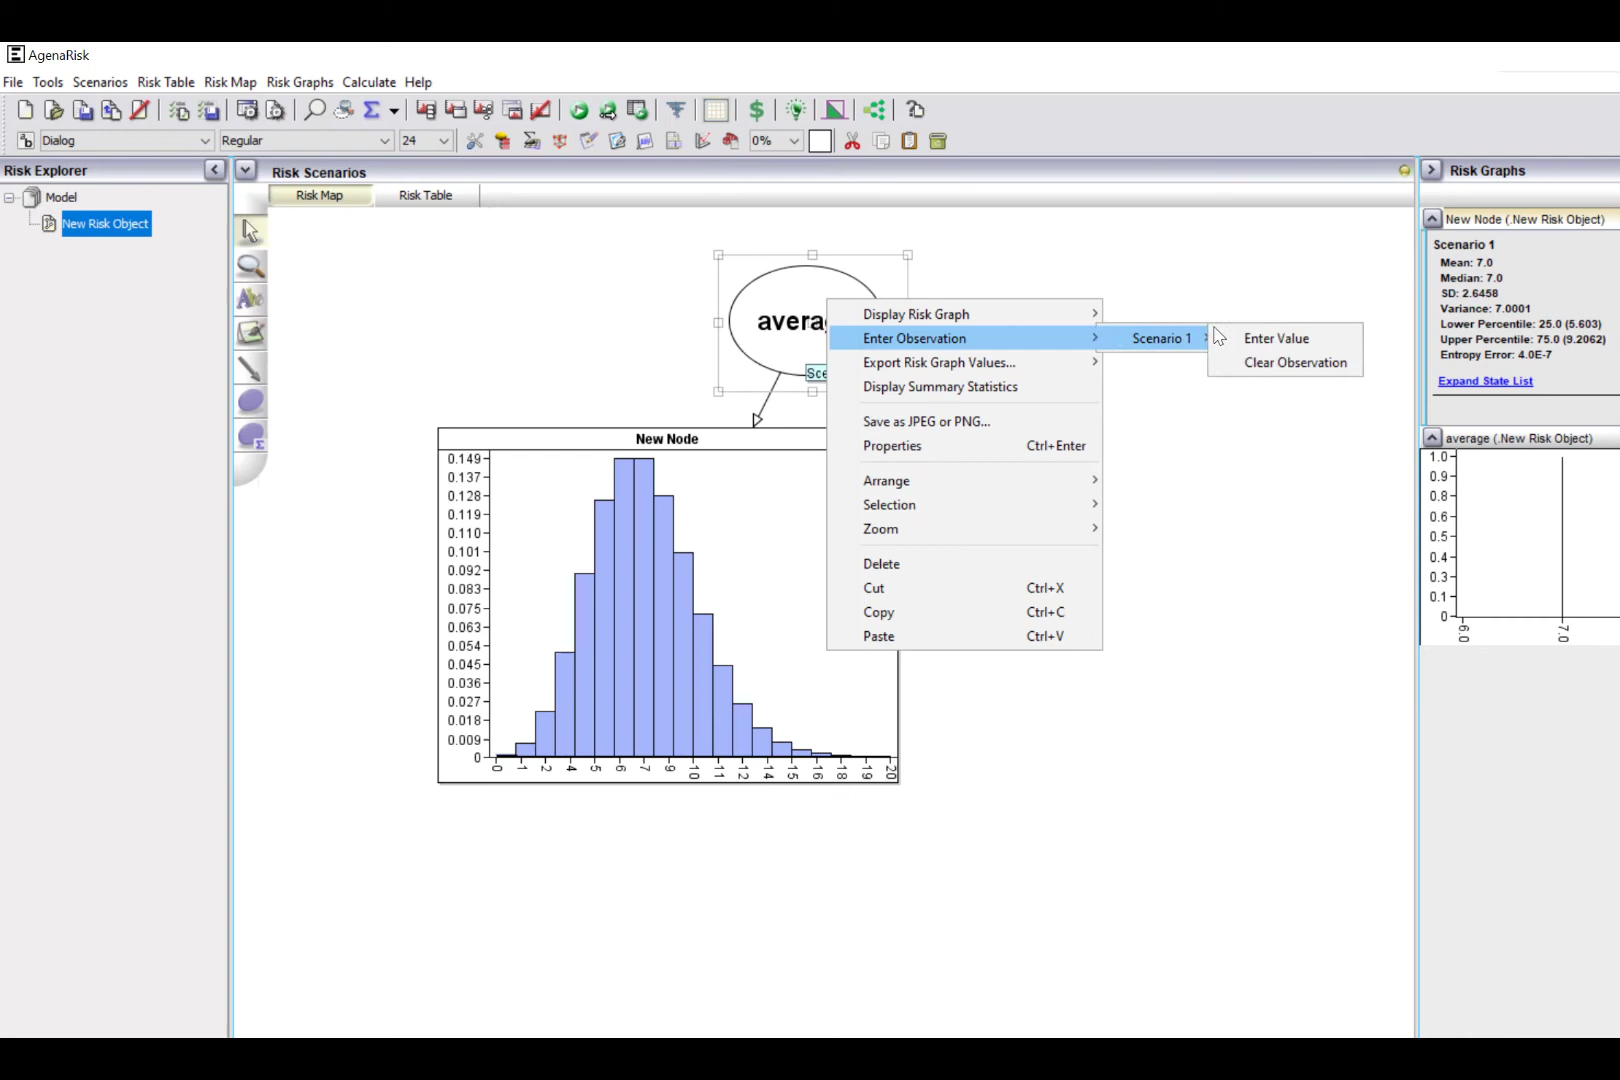 AgenaRisk
File Tools Scenarios Risk Table Risk Map Risk Graphs Calculate Help
Dialog Regular 24 0%
Risk Explorer
Model
New Risk Object
Risk Scenarios
Risk Map Risk Table
average
Sce
Display Risk Graph
Enter Observation
Export Risk Graph Values...
Display Summary Statistics
Save as JPEG or PNG...
Properties Ctrl+Enter
Arrange
Selection
Zoom
Delete
Cut Ctrl+X
Copy Ctrl+C
Paste Ctrl+V
Scenario 1
Enter Value
Clear Observation
New Node
0.149
0.137
0.128
0.119
0.110
0.101
0.092
0.083
0.075
0.063
0.054
0.045
0.036
0.027
0.018
0.009
0
0 1 2 4 5 6 7 9 10 11 12 14 15 16 18 19 20
Risk Graphs
New Node (.New Risk Object)
Scenario 1
Mean: 7.0
Median: 7.0
SD: 2.6458
Variance: 7.0001
Lower Percentile: 25.0 (5.603)
Upper Percentile: 75.0 (9.2062)
Entropy Error: 4.0E-7
Expand State List
average (.New Risk Object)
1.0
0.9
0.8
0.6
0.5
0.4
0.3
0.1
0
6.0 7.0